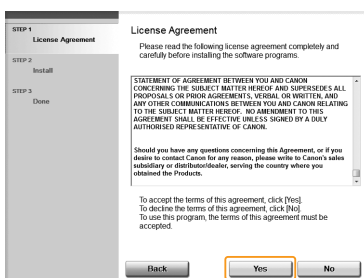 STEP 1
License Agreement
STEP 2
Install
STEP 3
Done
License Agreement
Please read the following license agreement completely and
carefully before installing the software programs.
STATEMENT OF AGREEMENT BETWEEN YOU AND CANON
CONCERNING THE SUBJECT MATTER HEREOF AND SUPERSEDES ALL
PROPOSALS OR PRIOR AGREEMENTS, VERBAL OR WRITTEN, AND
ANY OTHER COMMUNICATIONS BETWEEN YOU AND CANON RELATING
TO THE SUBJECT MATTER HEREOF. NO AMENDMENT TO THIS
AGREEMENT SHALL BE EFFECTIVE UNLESS SIGNED BY A DULY
AUTHORISED REPRESENTATIVE OF CANON.
Should you have any questions concerning this Agreement, or if you
desire to contact Canon for any reason, please write to Canon's sales
subsidiary or distributor/dealer, serving the country where you
obtained the Products.
To accept the terms of this agreement, click [Yes].
To decline the terms of this agreement, click [No].
To use this program, the terms of this agreement must be
accepted.
Back
Yes
No